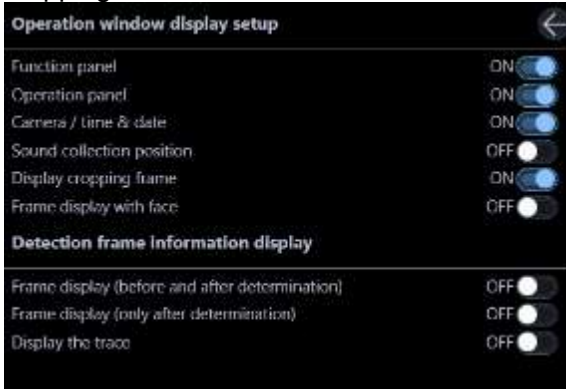 Operation window display setup
Function panel ON
Operation panel ON
Camera / time & date ON
Sound collection position OFF
Display cropping frame ON
Frame display with face OFF
Detection frame information display
Frame display (before and after determination) OFF
Frame display (only after determination) OFF
Display the trace OFF